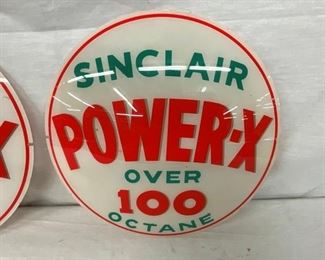 SINCLAIR
POWER-X
OVER
100
OCTANE
X